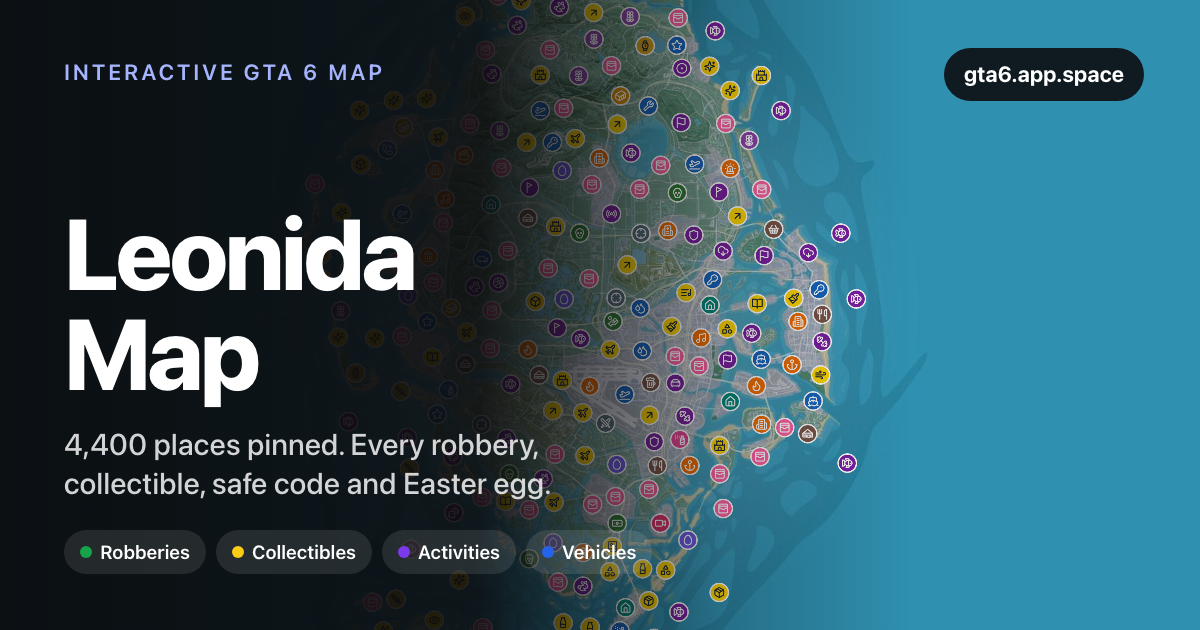 INTERACTIVE GTA 6 MAP
gta6.app.space
Leonida
Map
4,400 places pinned. Every robbery,
collectible, safe code and Easter egg.
Robberies
Collectibles
Activities
Vehicles